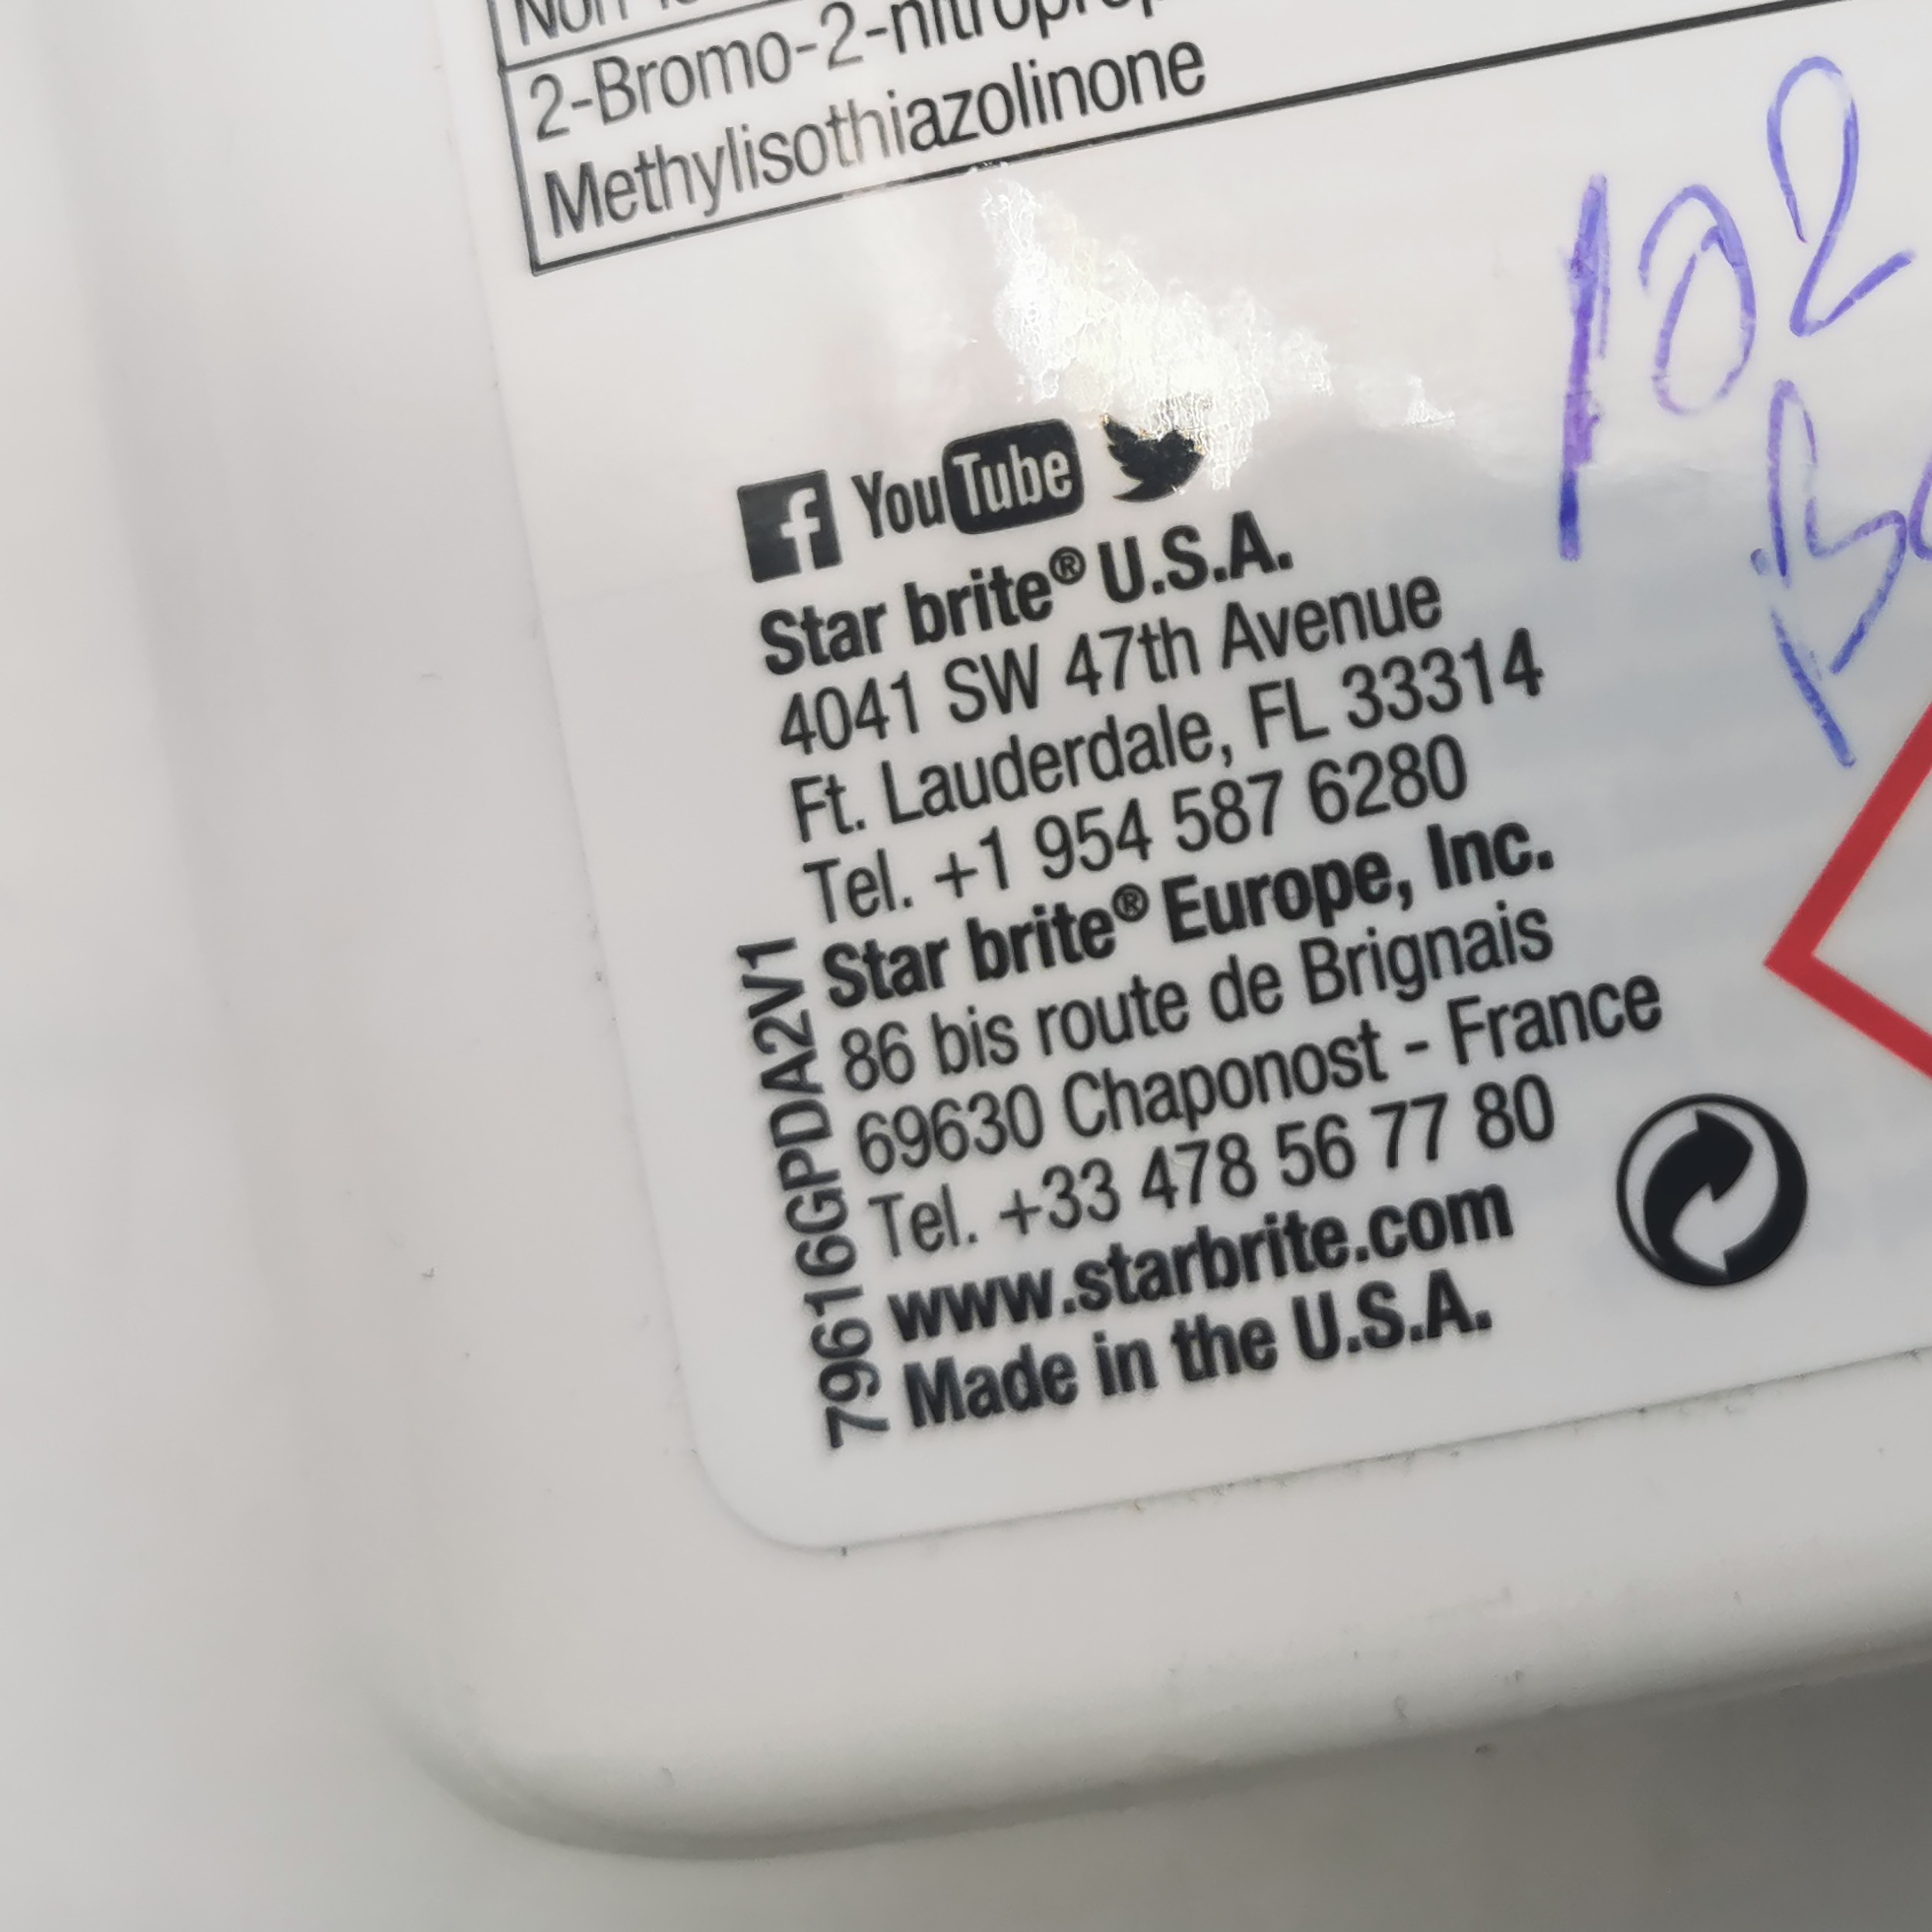 2-Bromo-2-nitroprop
Methylisothiazolinone
102
f YouTube
Star brite® U.S.A.
4041 SW 47th Avenue
Ft. Lauderdale, FL 33314
Tel. +1 954 587 6280
Star brite® Europe, Inc.
86 bis route de Brignais
69630 Chaponost - France
Tel. +33 478 56 77 80
www.starbrite.com
Made in the U.S.A.
79616GPDA2V1